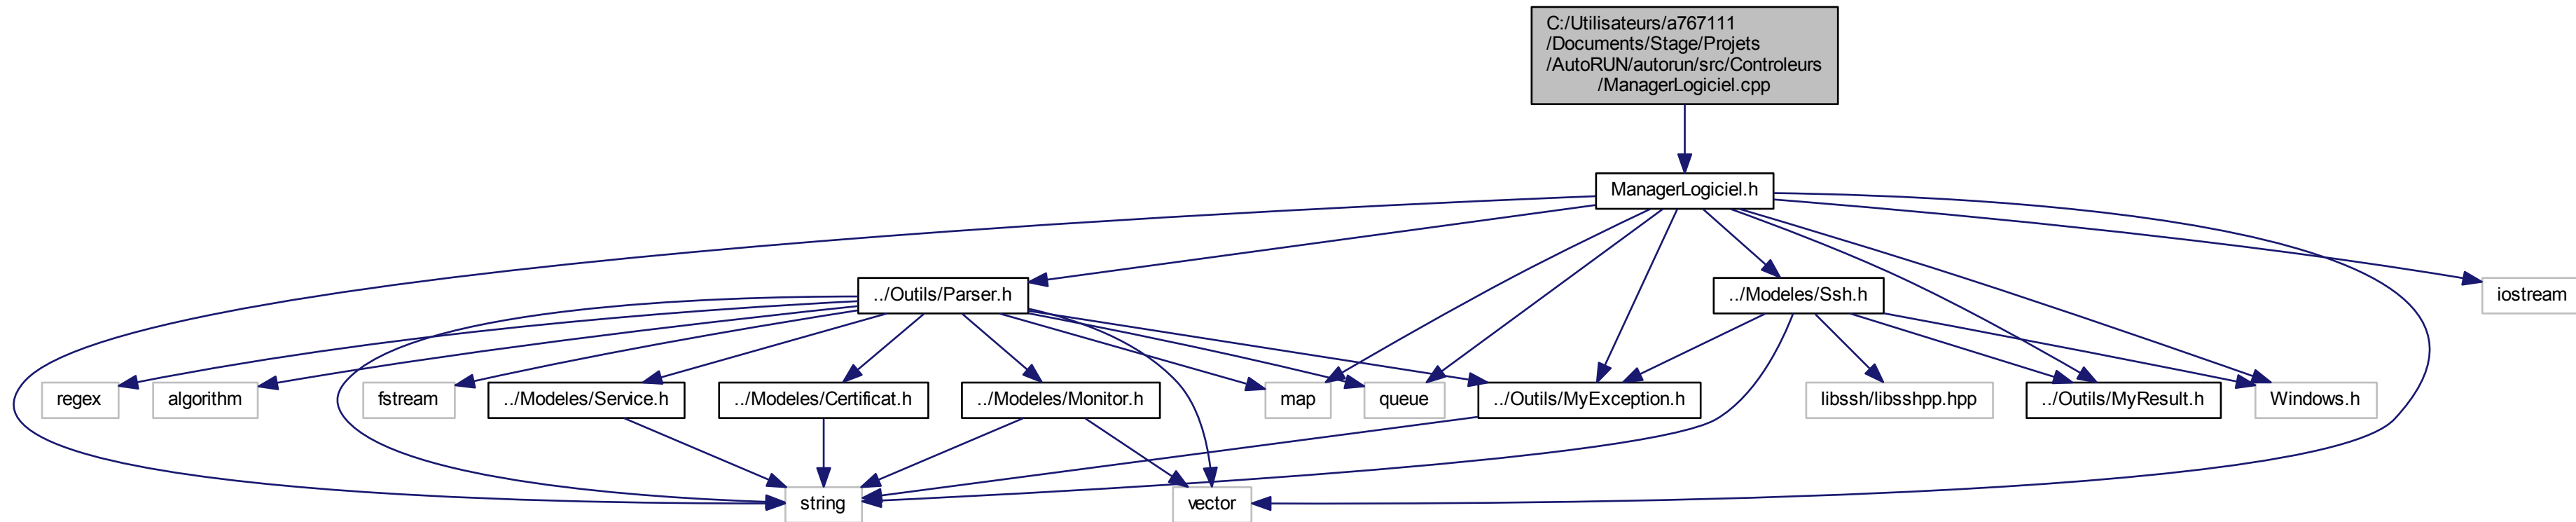 C:/Utilisateurs/a767111
/Documents/Stage/Projets
/AutoRUN/autorun/src/Controleurs
/ManagerLogiciel.cpp
ManagerLogiciel.h
../Outils/Parser.h
../Modeles/Ssh.h
iostream
regex
algorithm
fstream
../Modeles/Service.h
../Modeles/Certificat.h
../Modeles/Monitor.h
map
queue
../Outils/MyException.h
libssh/libsshpp.hpp
../Outils/MyResult.h
Windows.h
string
vector